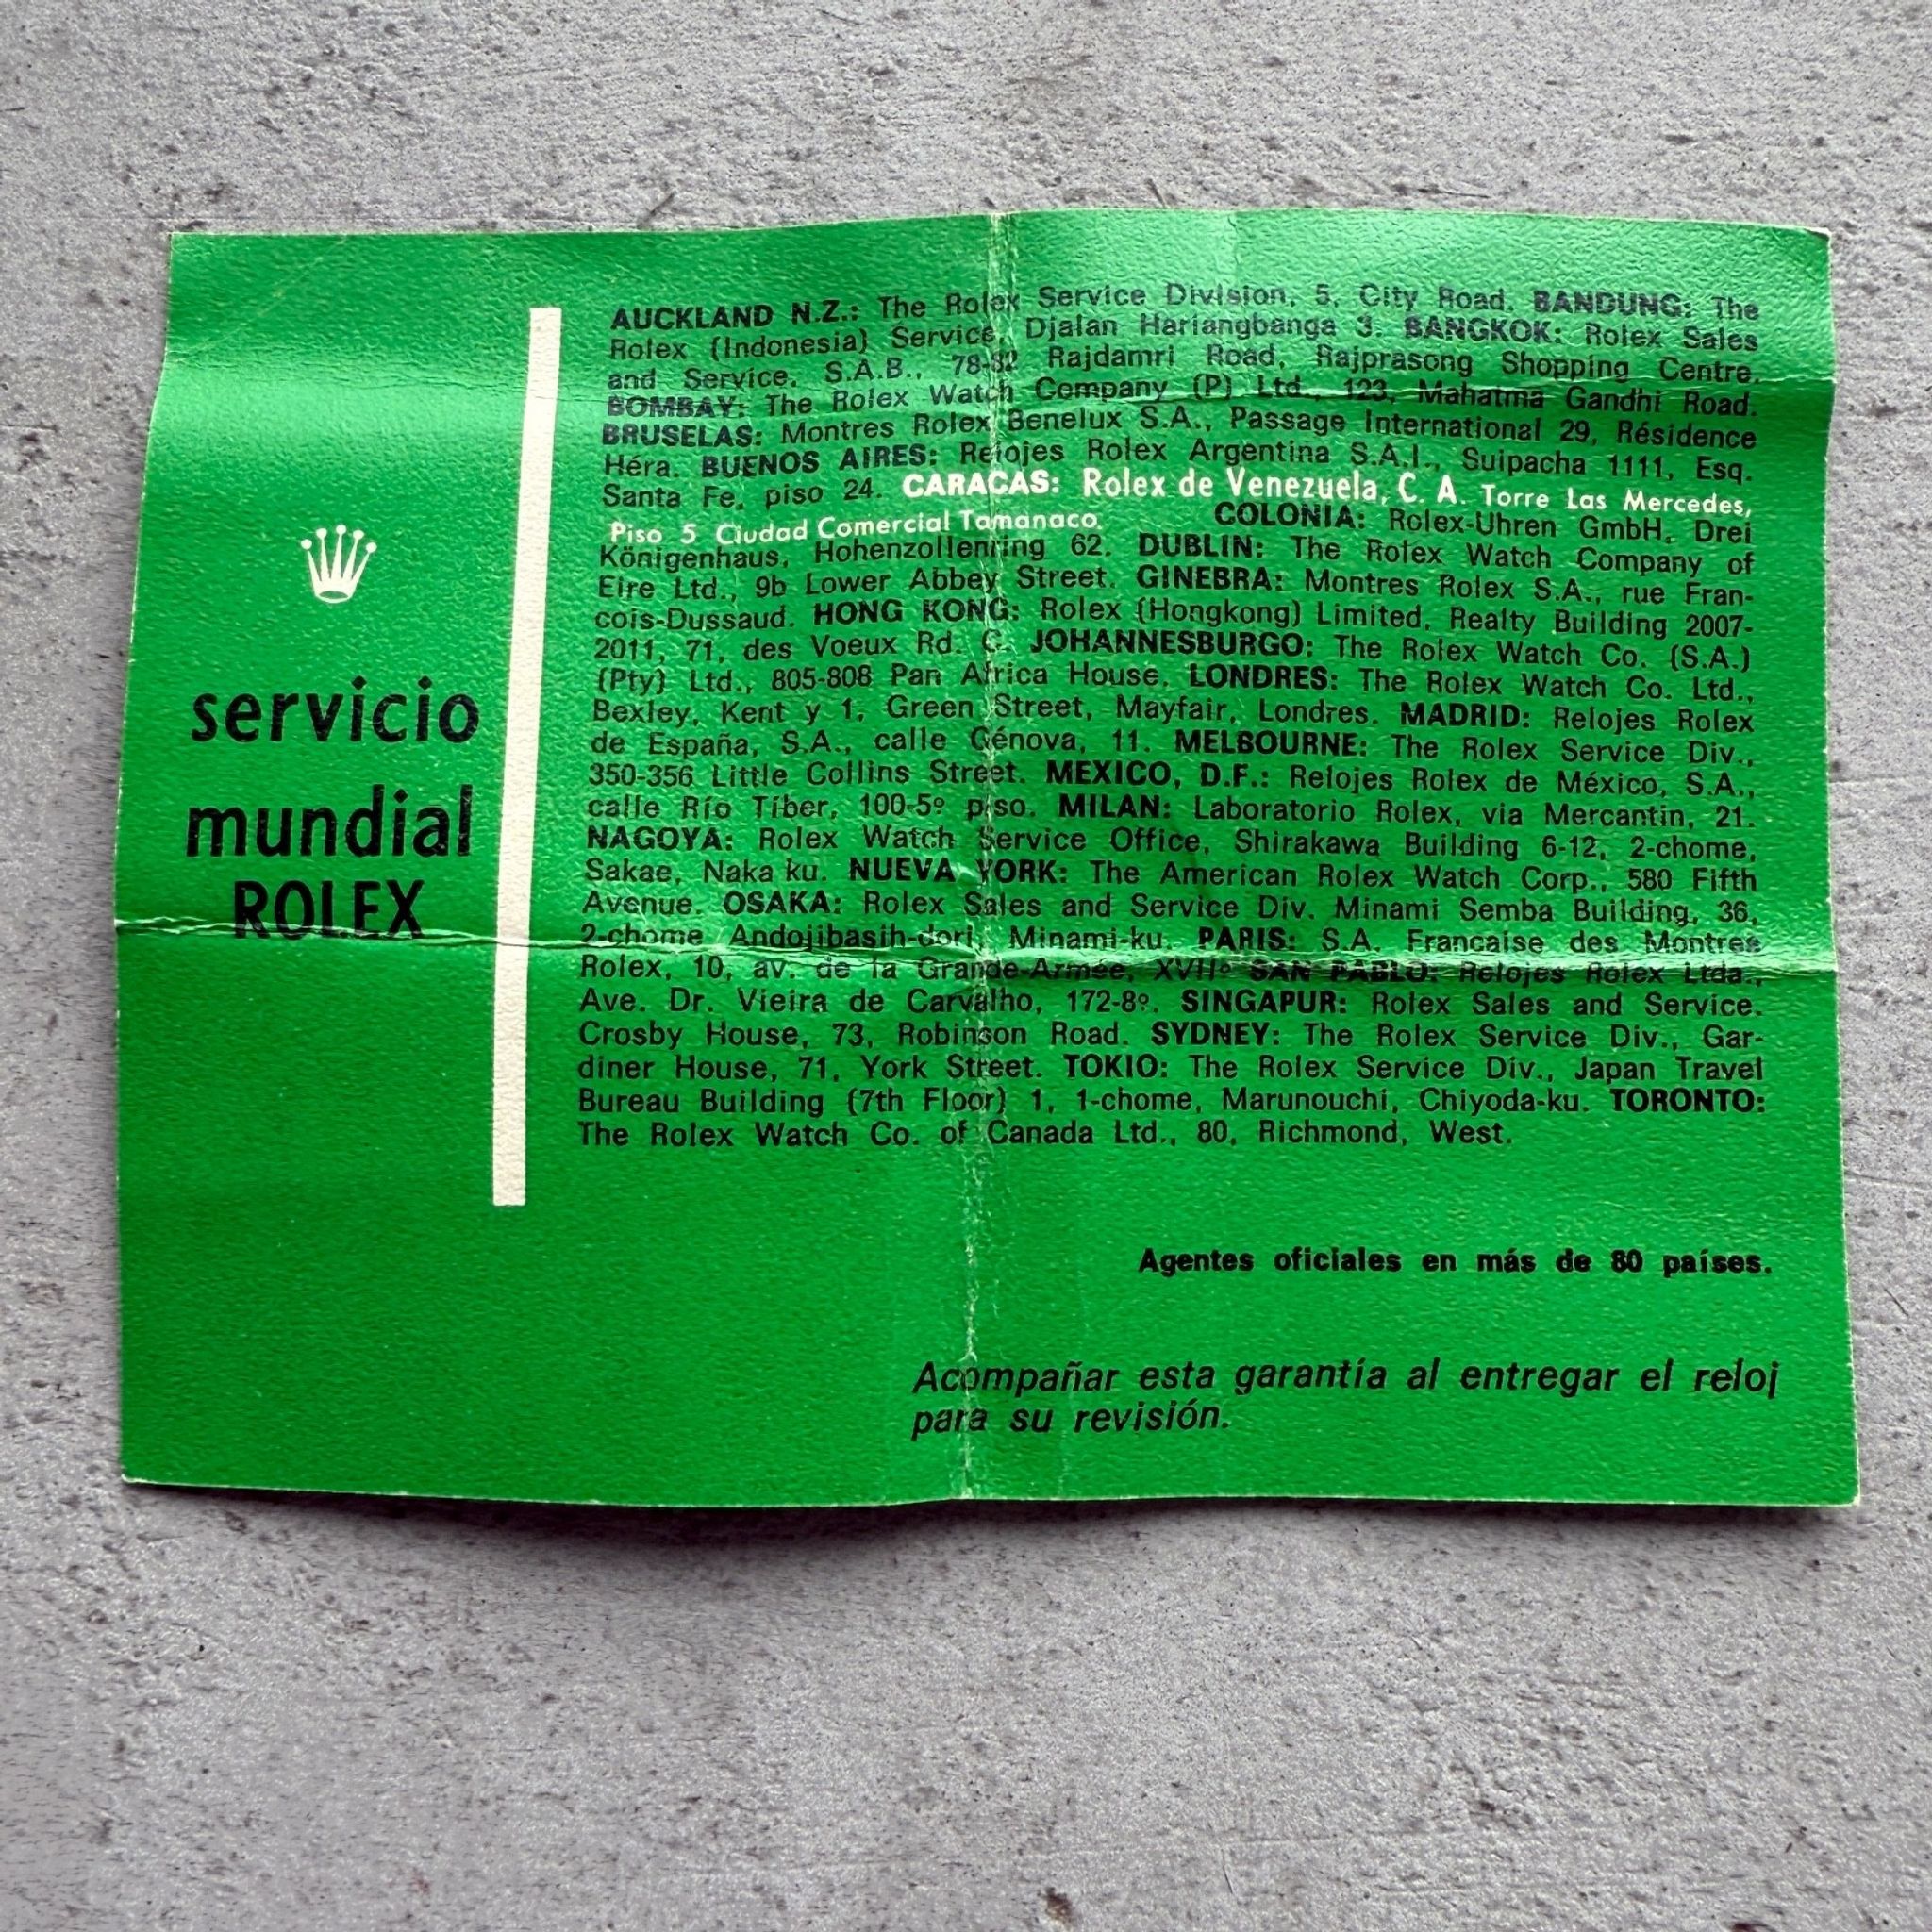 servicio
mundial
ROLEX
AUCKLAND N.Z.: The Rolex Service Division, 5, City Road. BANDUNG: The
Rolex (Indonesia) Service, Djalan Hariangbanga 3. BANGKOK: Rolex Sales
and Service, S.A.B., 78-82 Rajdamri Road, Rajprasong Shopping Centre.
BOMBAY: The Rolex Watch Company (P) Ltd., 123, Mahatma Gandhi Road.
BRUSELAS: Montres Rolex Benelux S.A., Passage International 29, Résidence
Héra. BUENOS AIRES: Relojes Rolex Argentina S.A.I., Suipacha 1111, Esq.
Santa Fe, piso 24. CARACAS: Rolex de Venezuela, C. A. Torre Las Mercedes,
Piso 5 Ciudad Comercial Tamanaco. COLONIA: Rolex-Uhren GmbH, Drei
Königenhaus, Hohenzollenring 62. DUBLIN: The Rolex Watch Company of
Eire Ltd., 9b Lower Abbey Street. GINEBRA: Montres Rolex S.A., rue Fran-
cois-Dussaud. HONG KONG: Rolex (Hongkong) Limited, Realty Building 2007-
2011, 71, des Voeux Rd. C. JOHANNESBURGO: The Rolex Watch Co. (S.A.)
(Pty) Ltd., 805-808 Pan Africa House. LONDRES: The Rolex Watch Co. Ltd.,
Bexley, Kent y 1, Green Street, Mayfair, Londres. MADRID: Relojes Rolex
de España, S.A., calle Génova, 11. MELBOURNE: The Rolex Service Div.,
350-356 Little Collins Street. MEXICO, D.F.: Relojes Rolex de México, S.A.,
calle Río Tíber, 100-5º piso. MILAN: Laboratorio Rolex, via Mercantin, 21.
NAGOYA: Rolex Watch Service Office, Shirakawa Building 6-12, 2-chome,
Sakae, Naka ku. NUEVA YORK: The American Rolex Watch Corp., 580 Fifth
Avenue. OSAKA: Rolex Sales and Service Div. Minami Semba Building, 36,
2-chome Andojibasih-dori, Minami-ku. PARIS: S.A. Francaise des Montres
Rolex, 10, av. de la Grande-Armée, XVIIº SAN PABLO: Relojes Rolex Ltda.,
Ave. Dr. Vieira de Carvalho, 172-8º. SINGAPUR: Rolex Sales and Service.
Crosby House, 73, Robinson Road. SYDNEY: The Rolex Service Div., Gar-
diner House, 71, York Street. TOKIO: The Rolex Service Div., Japan Travel
Bureau Building (7th Floor) 1, 1-chome, Marunouchi, Chiyoda-ku. TORONTO:
The Rolex Watch Co. of Canada Ltd., 80, Richmond, West.
Agentes oficiales en más de 80 países.
Acompañar esta garantía al entregar el reloj
para su revisión.